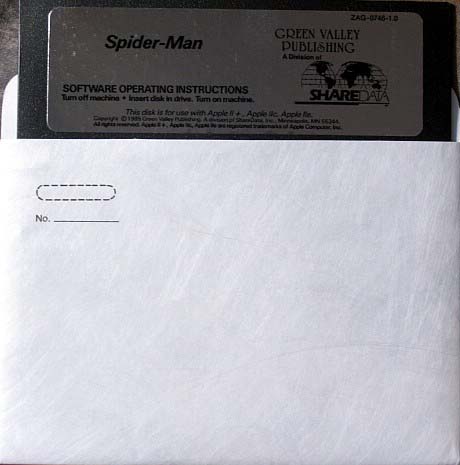 ZAG-0746-1.0
Spider-Man
GREEN VALLEY
PUBLISHING
A Division of
SHAREDATA
SOFTWARE OPERATING INSTRUCTIONS
Turn off machine • Insert disk in drive. Turn on machine.
This disk is for use with Apple II+, Apple IIc, Apple IIe.
Copyright © 1985 Green Valley Publishing. A division of ShareData, Inc., Minneapolis, MN 55344.
All rights reserved. Apple II+, Apple IIc, Apple IIe are registered trademarks of Apple Computer, Inc.
No.